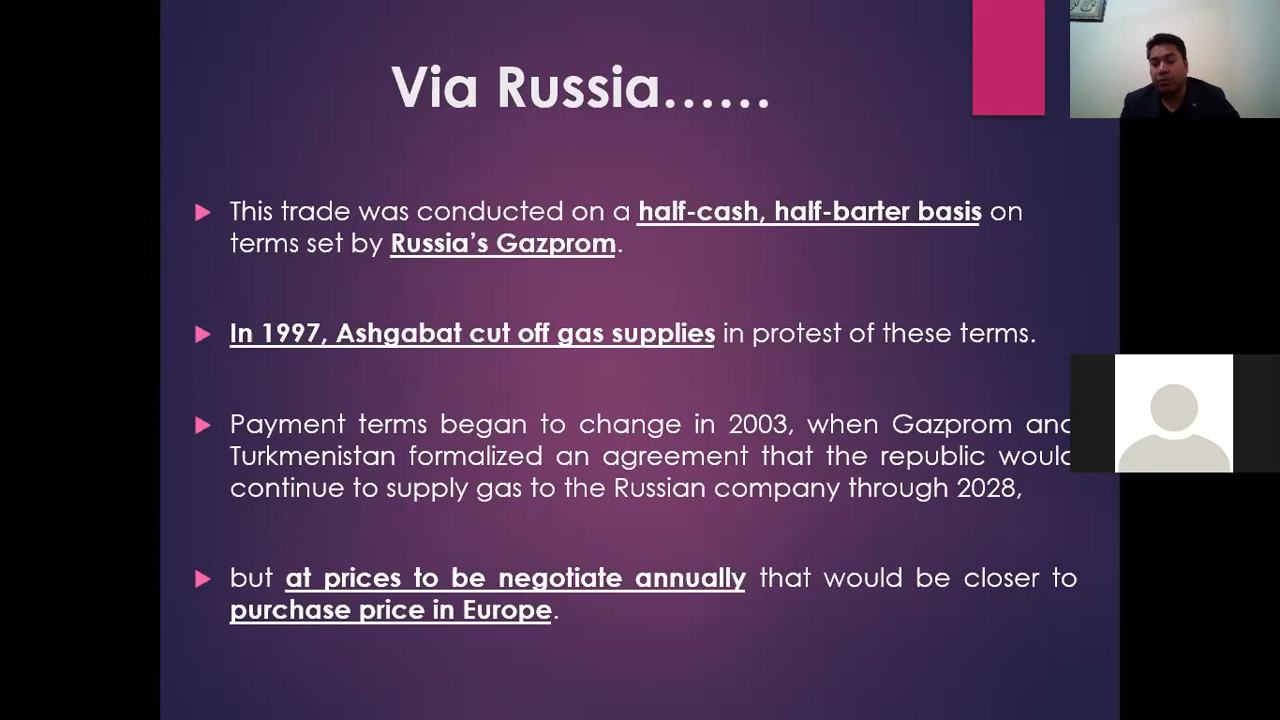 Via Russia......
This trade was conducted on a half-cash, half-barter basis on
terms set by Russia's Gazprom.
In 1997, Ashgabat cut off gas supplies in protest of these terms.
Payment terms began to change in 2003, when Gazprom and
Turkmenistan formalized an agreement that the republic would
continue to supply gas to the Russian company through 2028,
but at prices to be negotiate annually that would be closer to
purchase price in Europe.